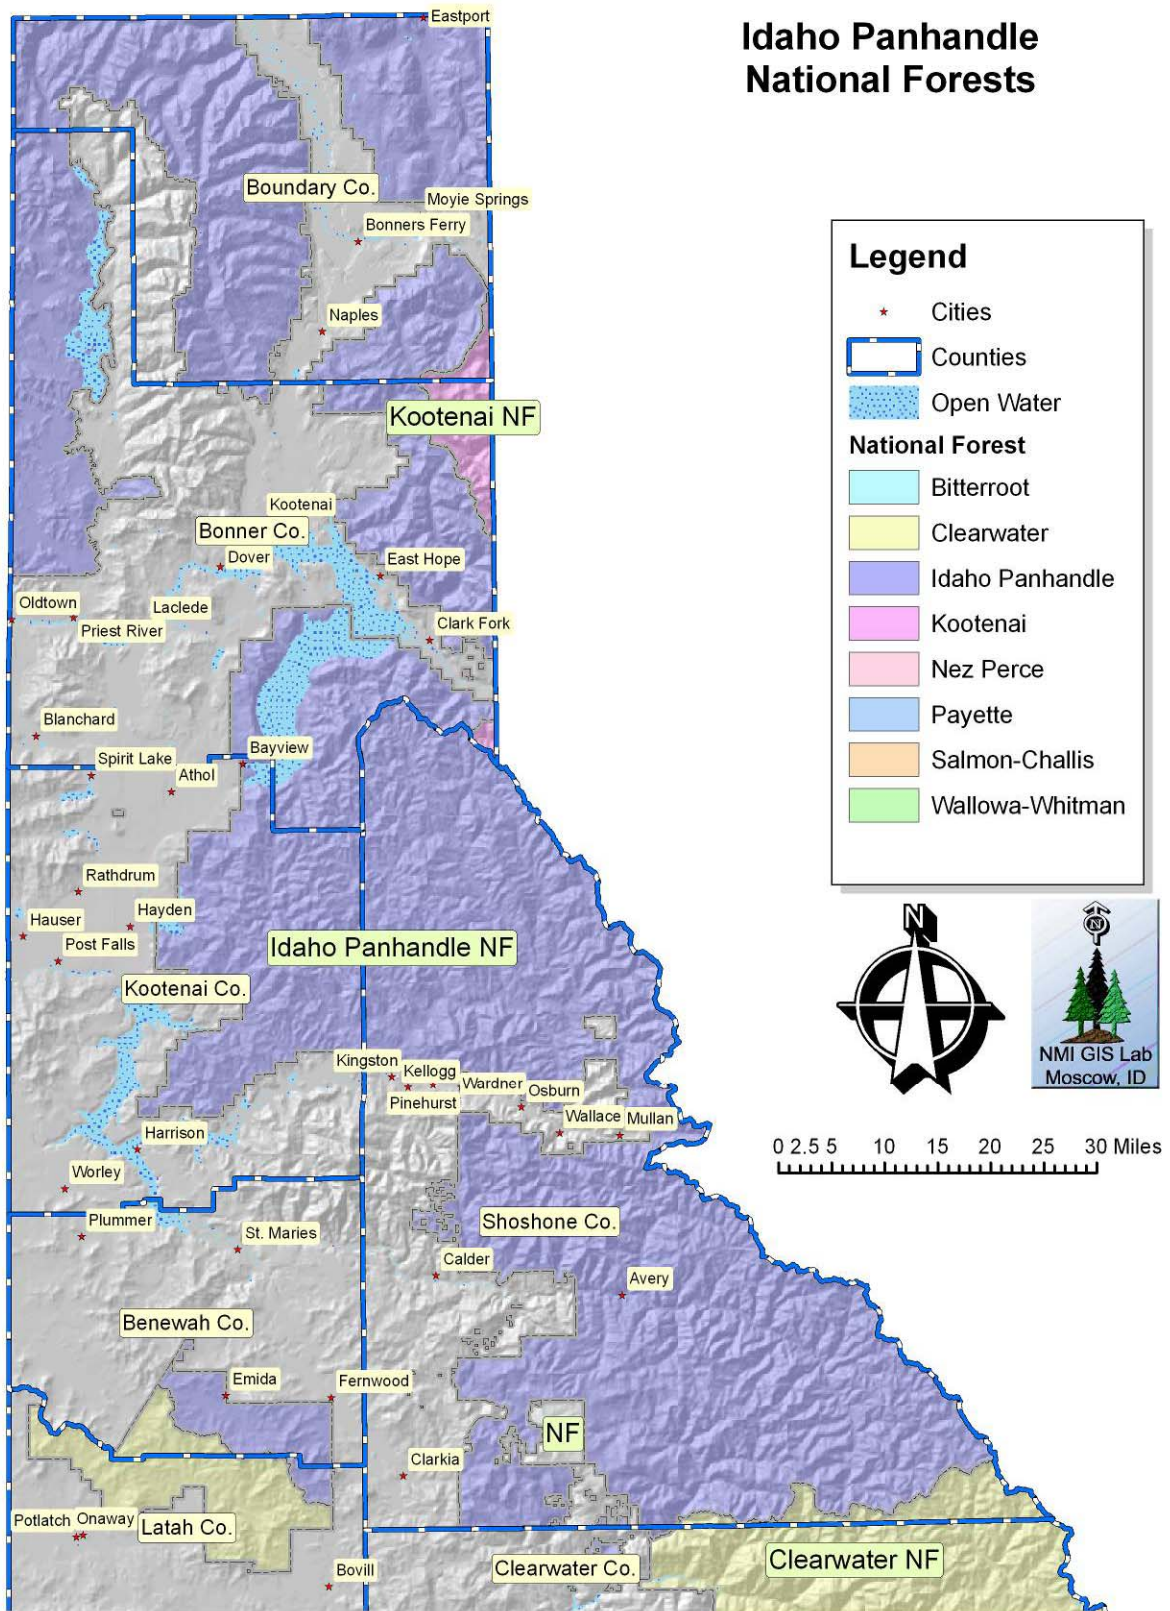 Idaho Panhandle
National Forests
Eastport
Boundary Co.
Moyie Springs
Bonners Ferry
Naples
Kootenai NF
Kootenai
Bonner Co.
Dover
East Hope
Oldtown
Laclede
Priest River
Clark Fork
Blanchard
Bayview
Spirit Lake
Athol
Rathdrum
Hayden
Hauser
Post Falls
Idaho Panhandle NF
Kootenai Co.
Kingston
Kellogg
Wardner
Osburn
Pinehurst
Wallace
Mullan
Harrison
Worley
Plummer
St. Maries
Shoshone Co.
Calder
Avery
Benewah Co.
Emida
Fernwood
NF
Clarkia
Potlatch
Onaway
Latah Co.
Bovill
Clearwater Co.
Clearwater NF
Legend
Cities
Counties
Open Water
National Forest
Bitterroot
Clearwater
Idaho Panhandle
Kootenai
Nez Perce
Payette
Salmon-Challis
Wallowa-Whitman
N
N
NMI GIS Lab
Moscow, ID
0 2.5 5 10 15 20 25 30 Miles